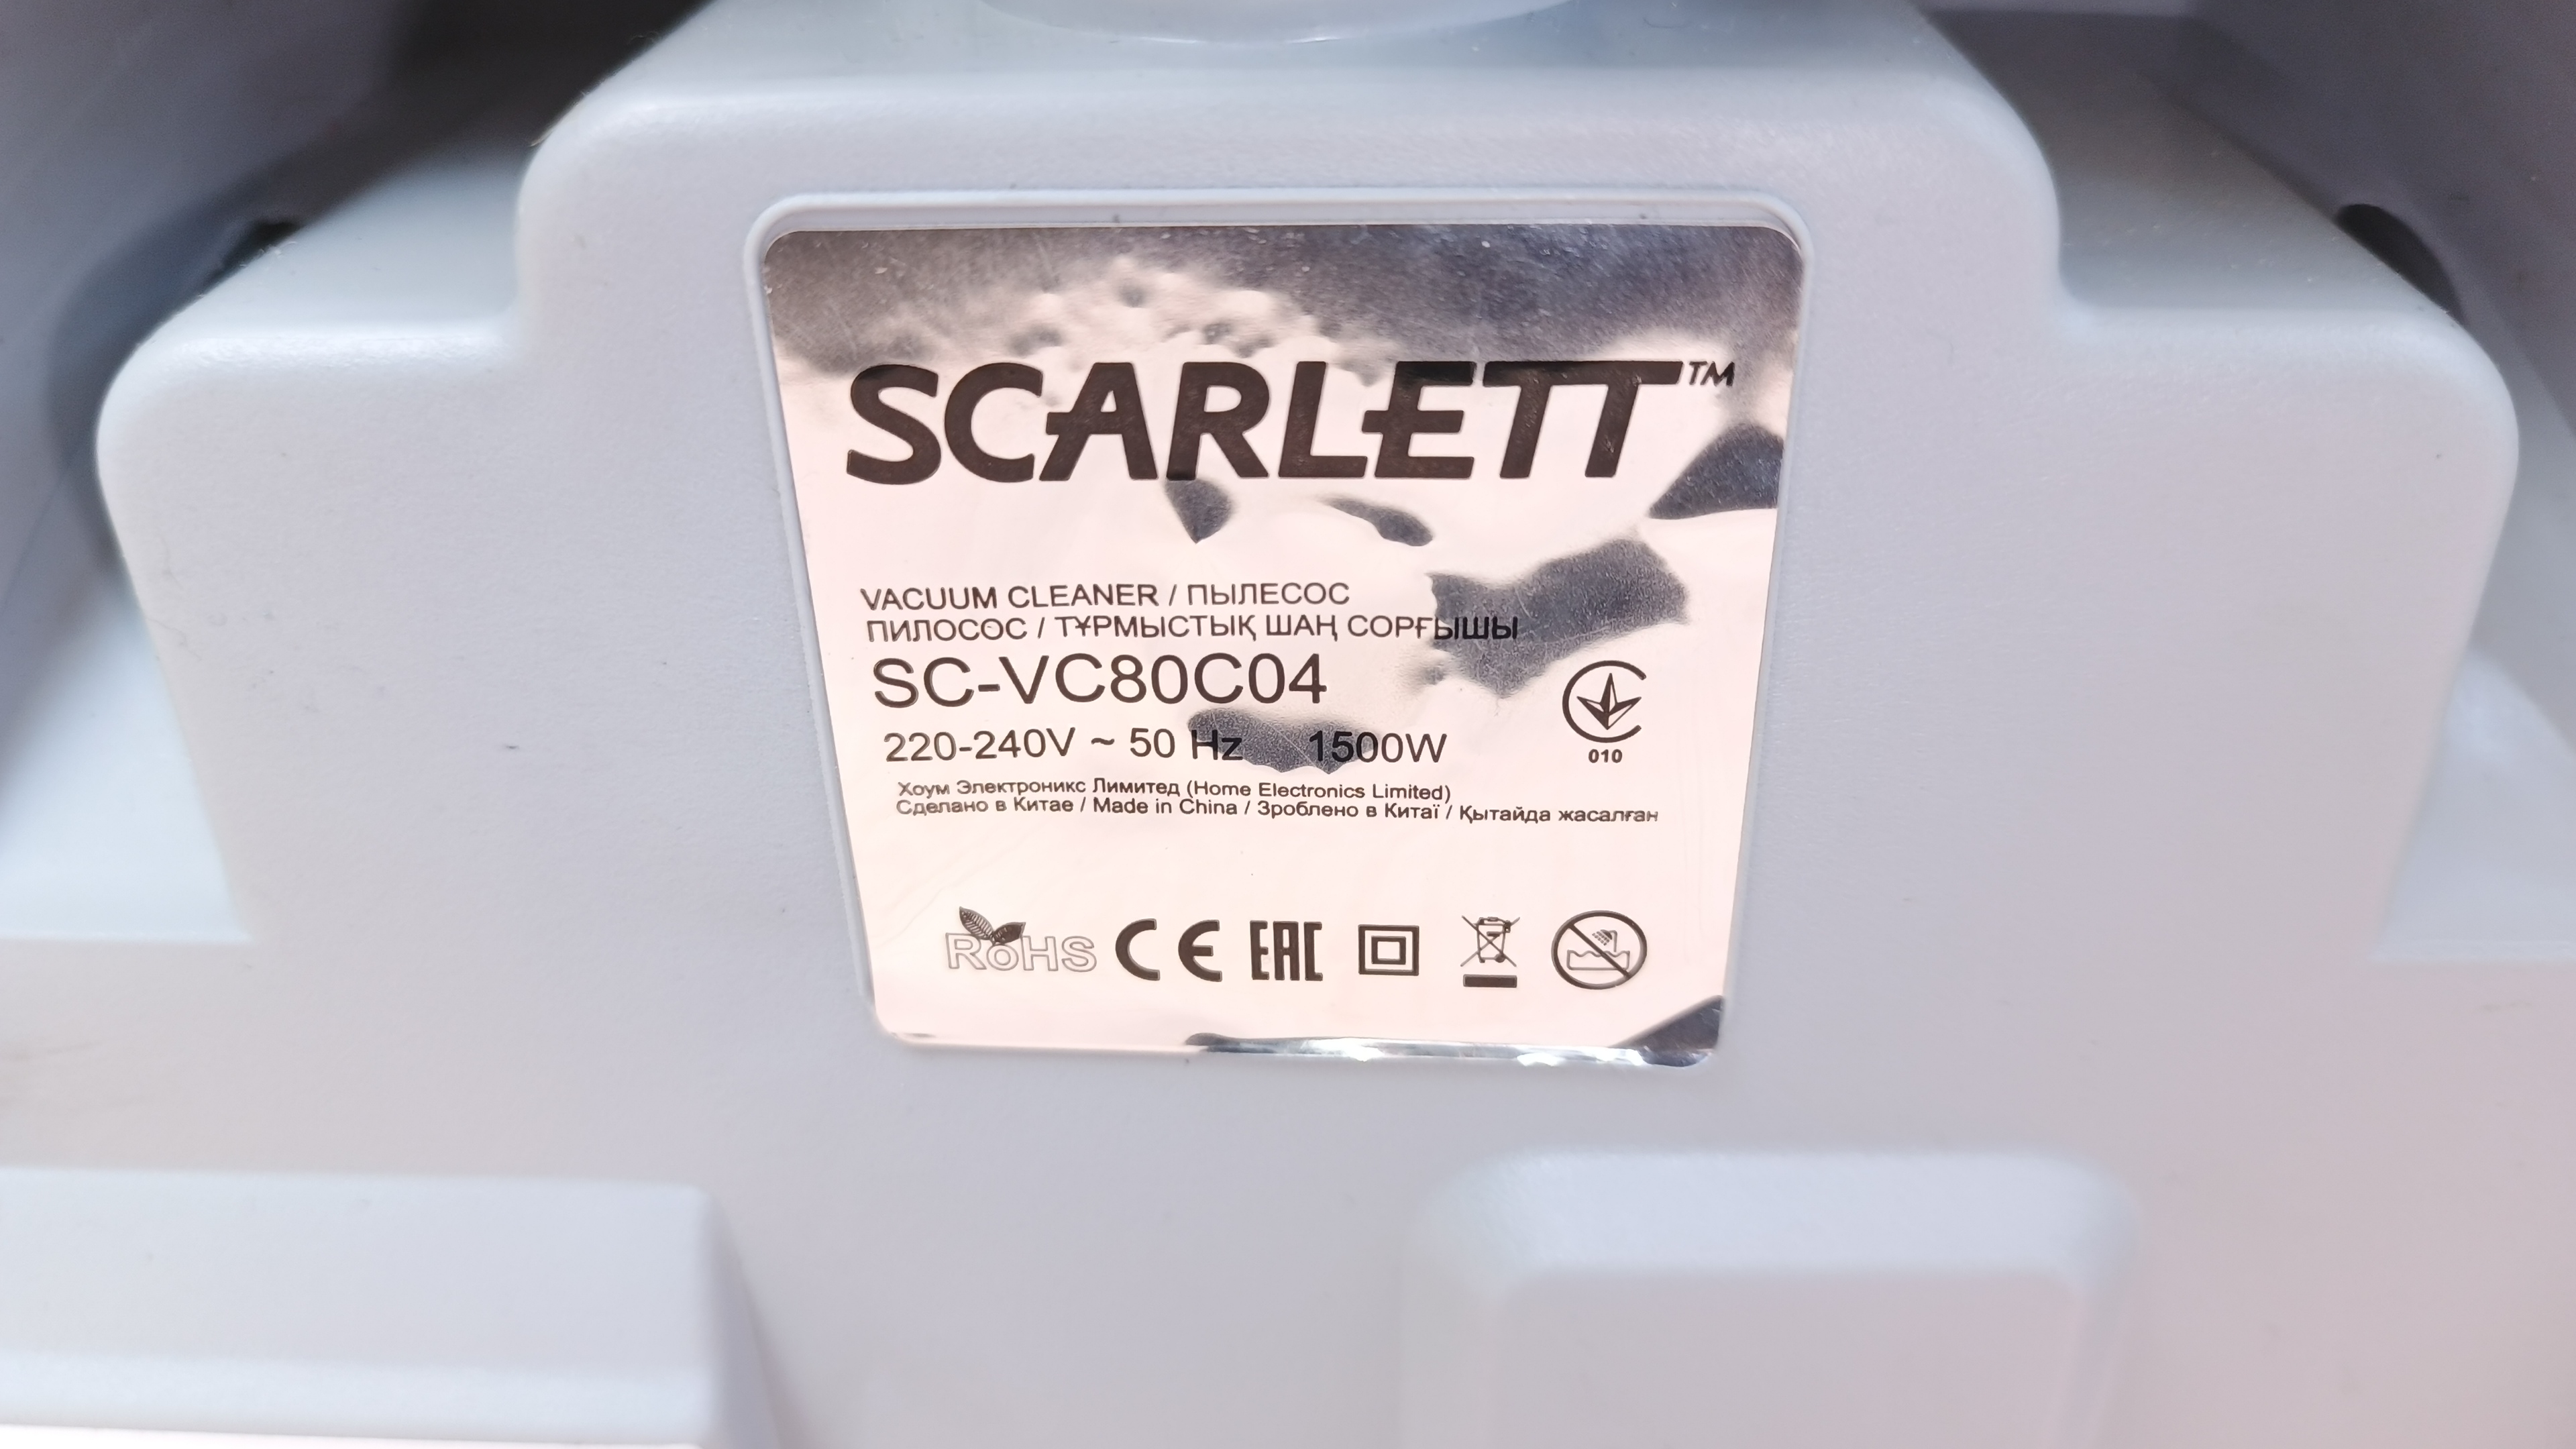 SCARLETT™
VACUUM CLEANER / ПЫЛЕСОС
ПИЛОСОС / ТҰРМЫСТЫҚ ШАҢ СОРҒЫШЫ
SC-VC80C04
220-240V ~ 50 Hz 1500W
010
Хоум Электроникс Лимитед (Home Electronics Limited)
Сделано в Китае / Made in China / Зроблено в Китаї / Қытайда жасалған
RoHS CE EAC